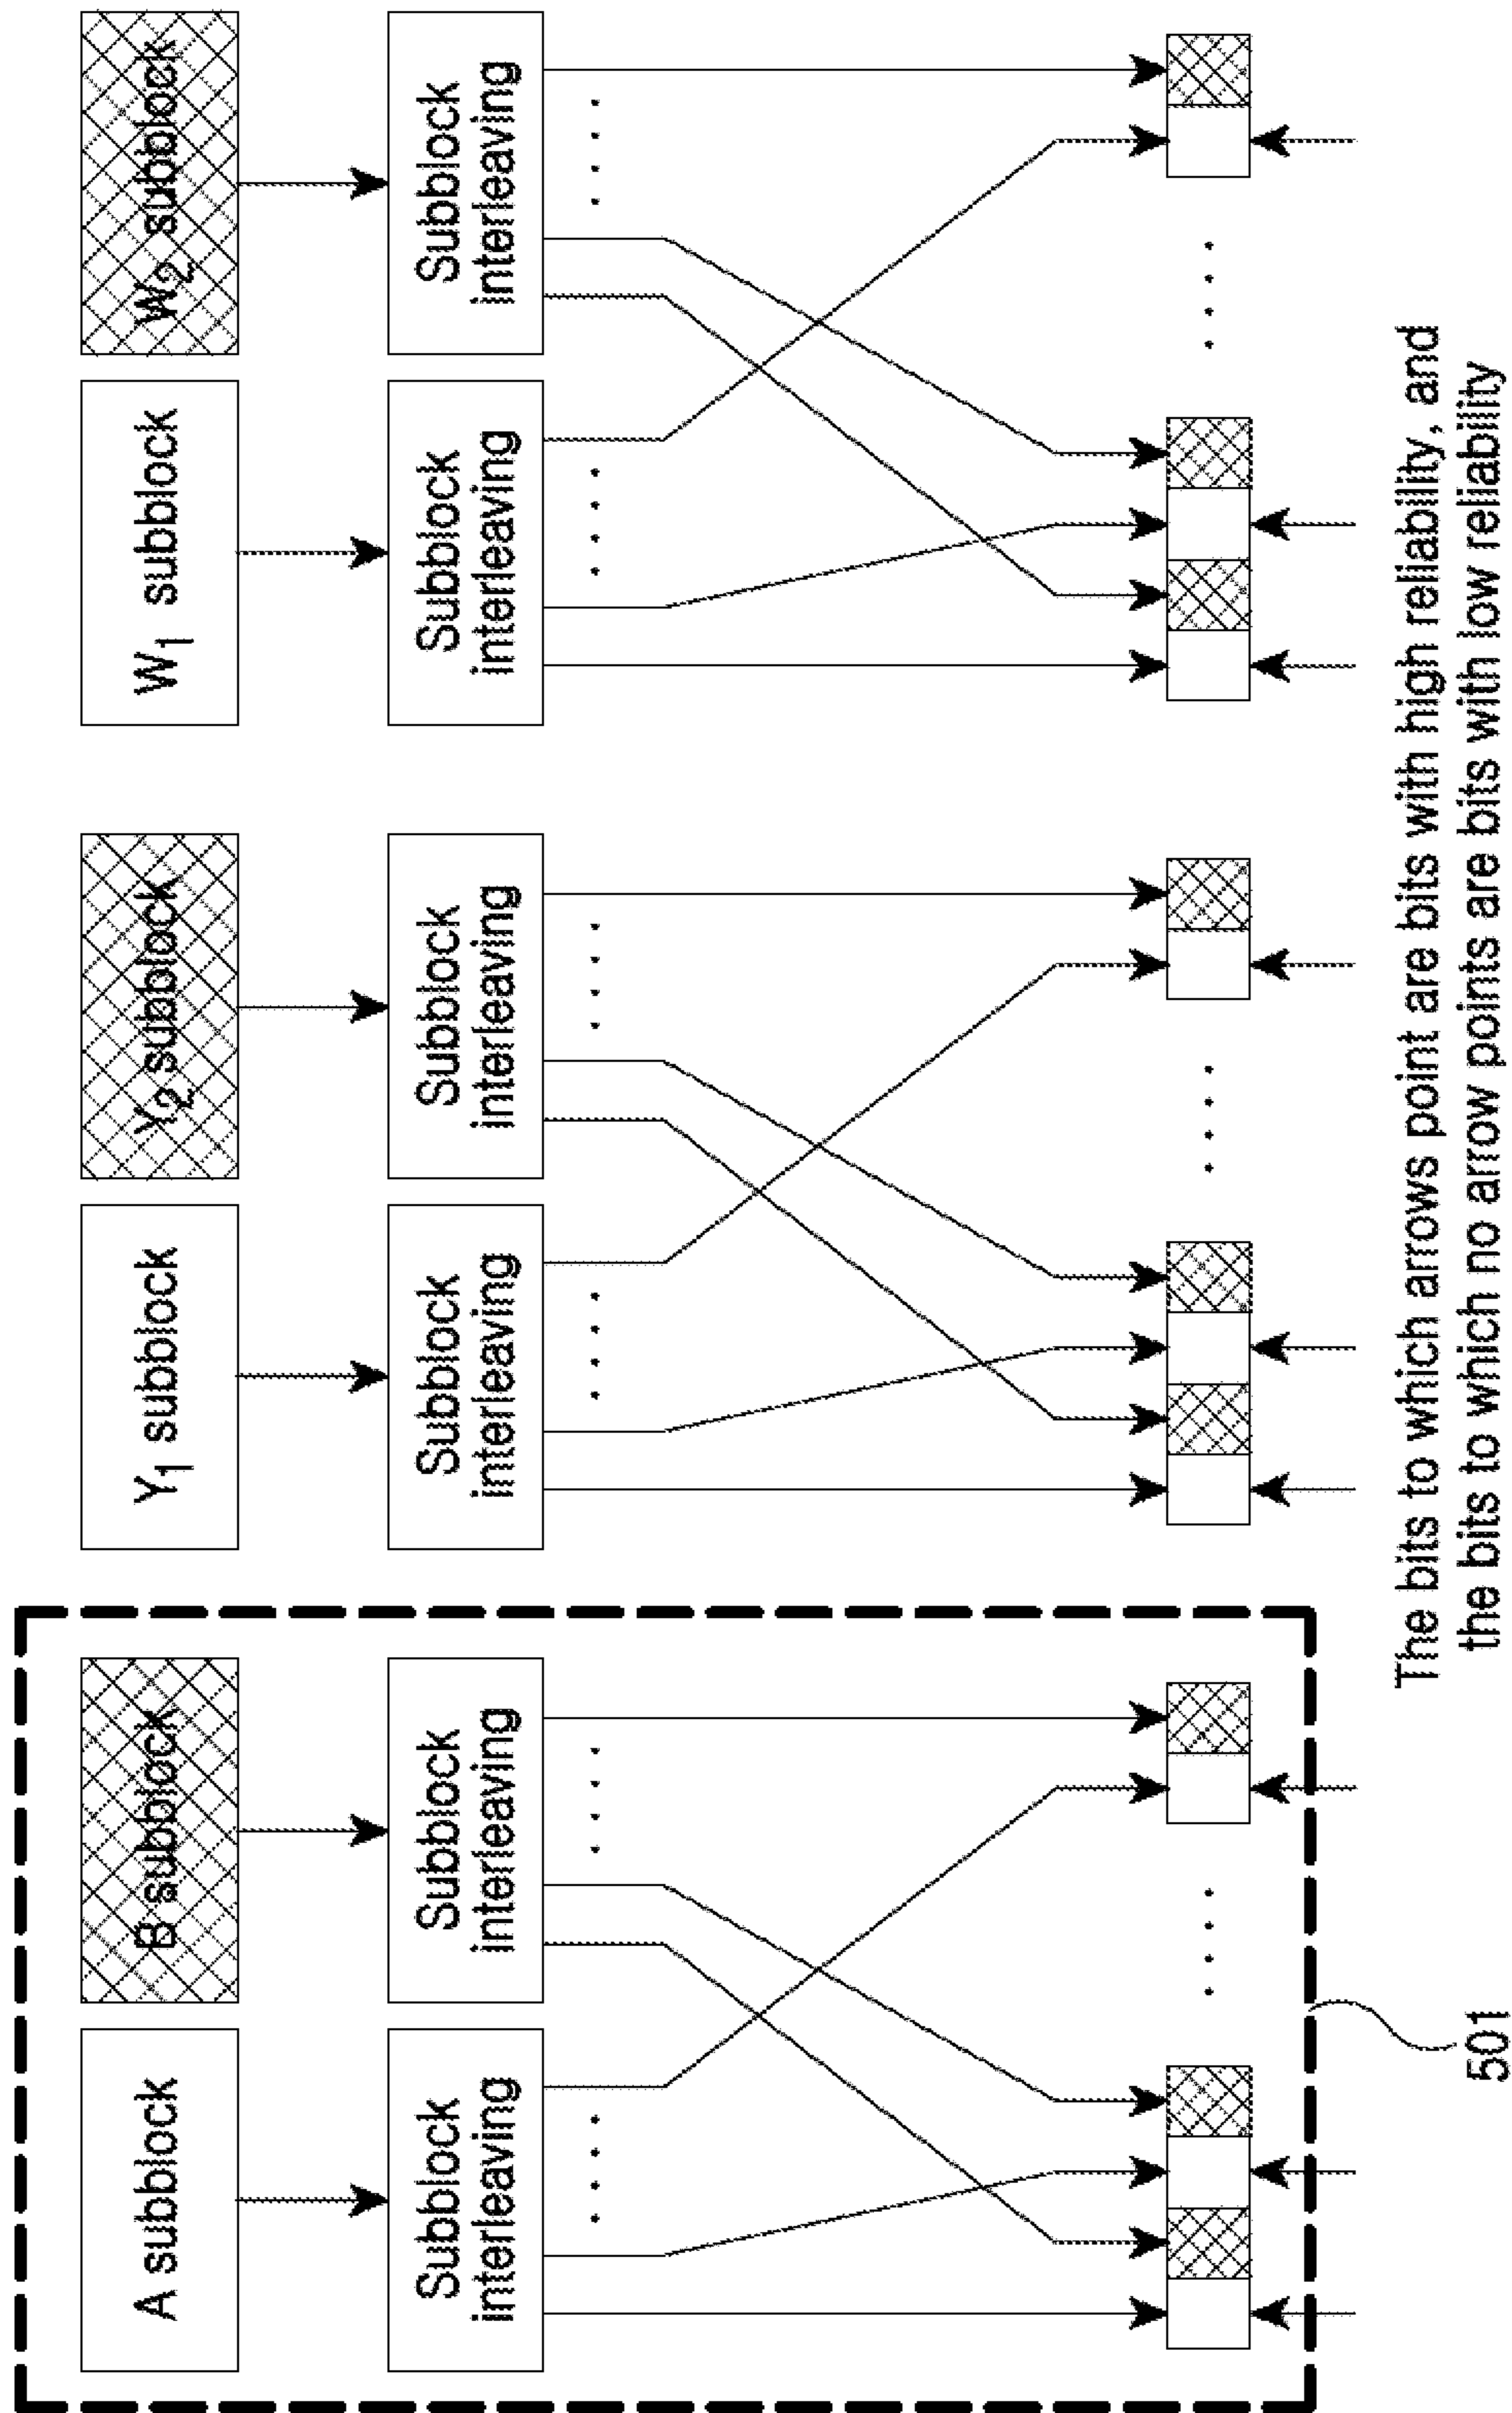 A subblock
B subblock
Y1 subblock
Y2 subblock
W1 subblock
W2 subblock
Subblock
interleaving
Subblock
interleaving
Subblock
interleaving
Subblock
interleaving
Subblock
interleaving
Subblock
interleaving
501
The bits to which arrows point are bits with high reliability, and
the bits to which no arrow points are bits with low reliability